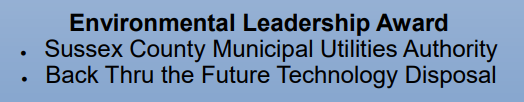 Environmental Leadership Award
• Sussex County Municipal Utilities Authority
• Back Thru the Future Technology Disposal